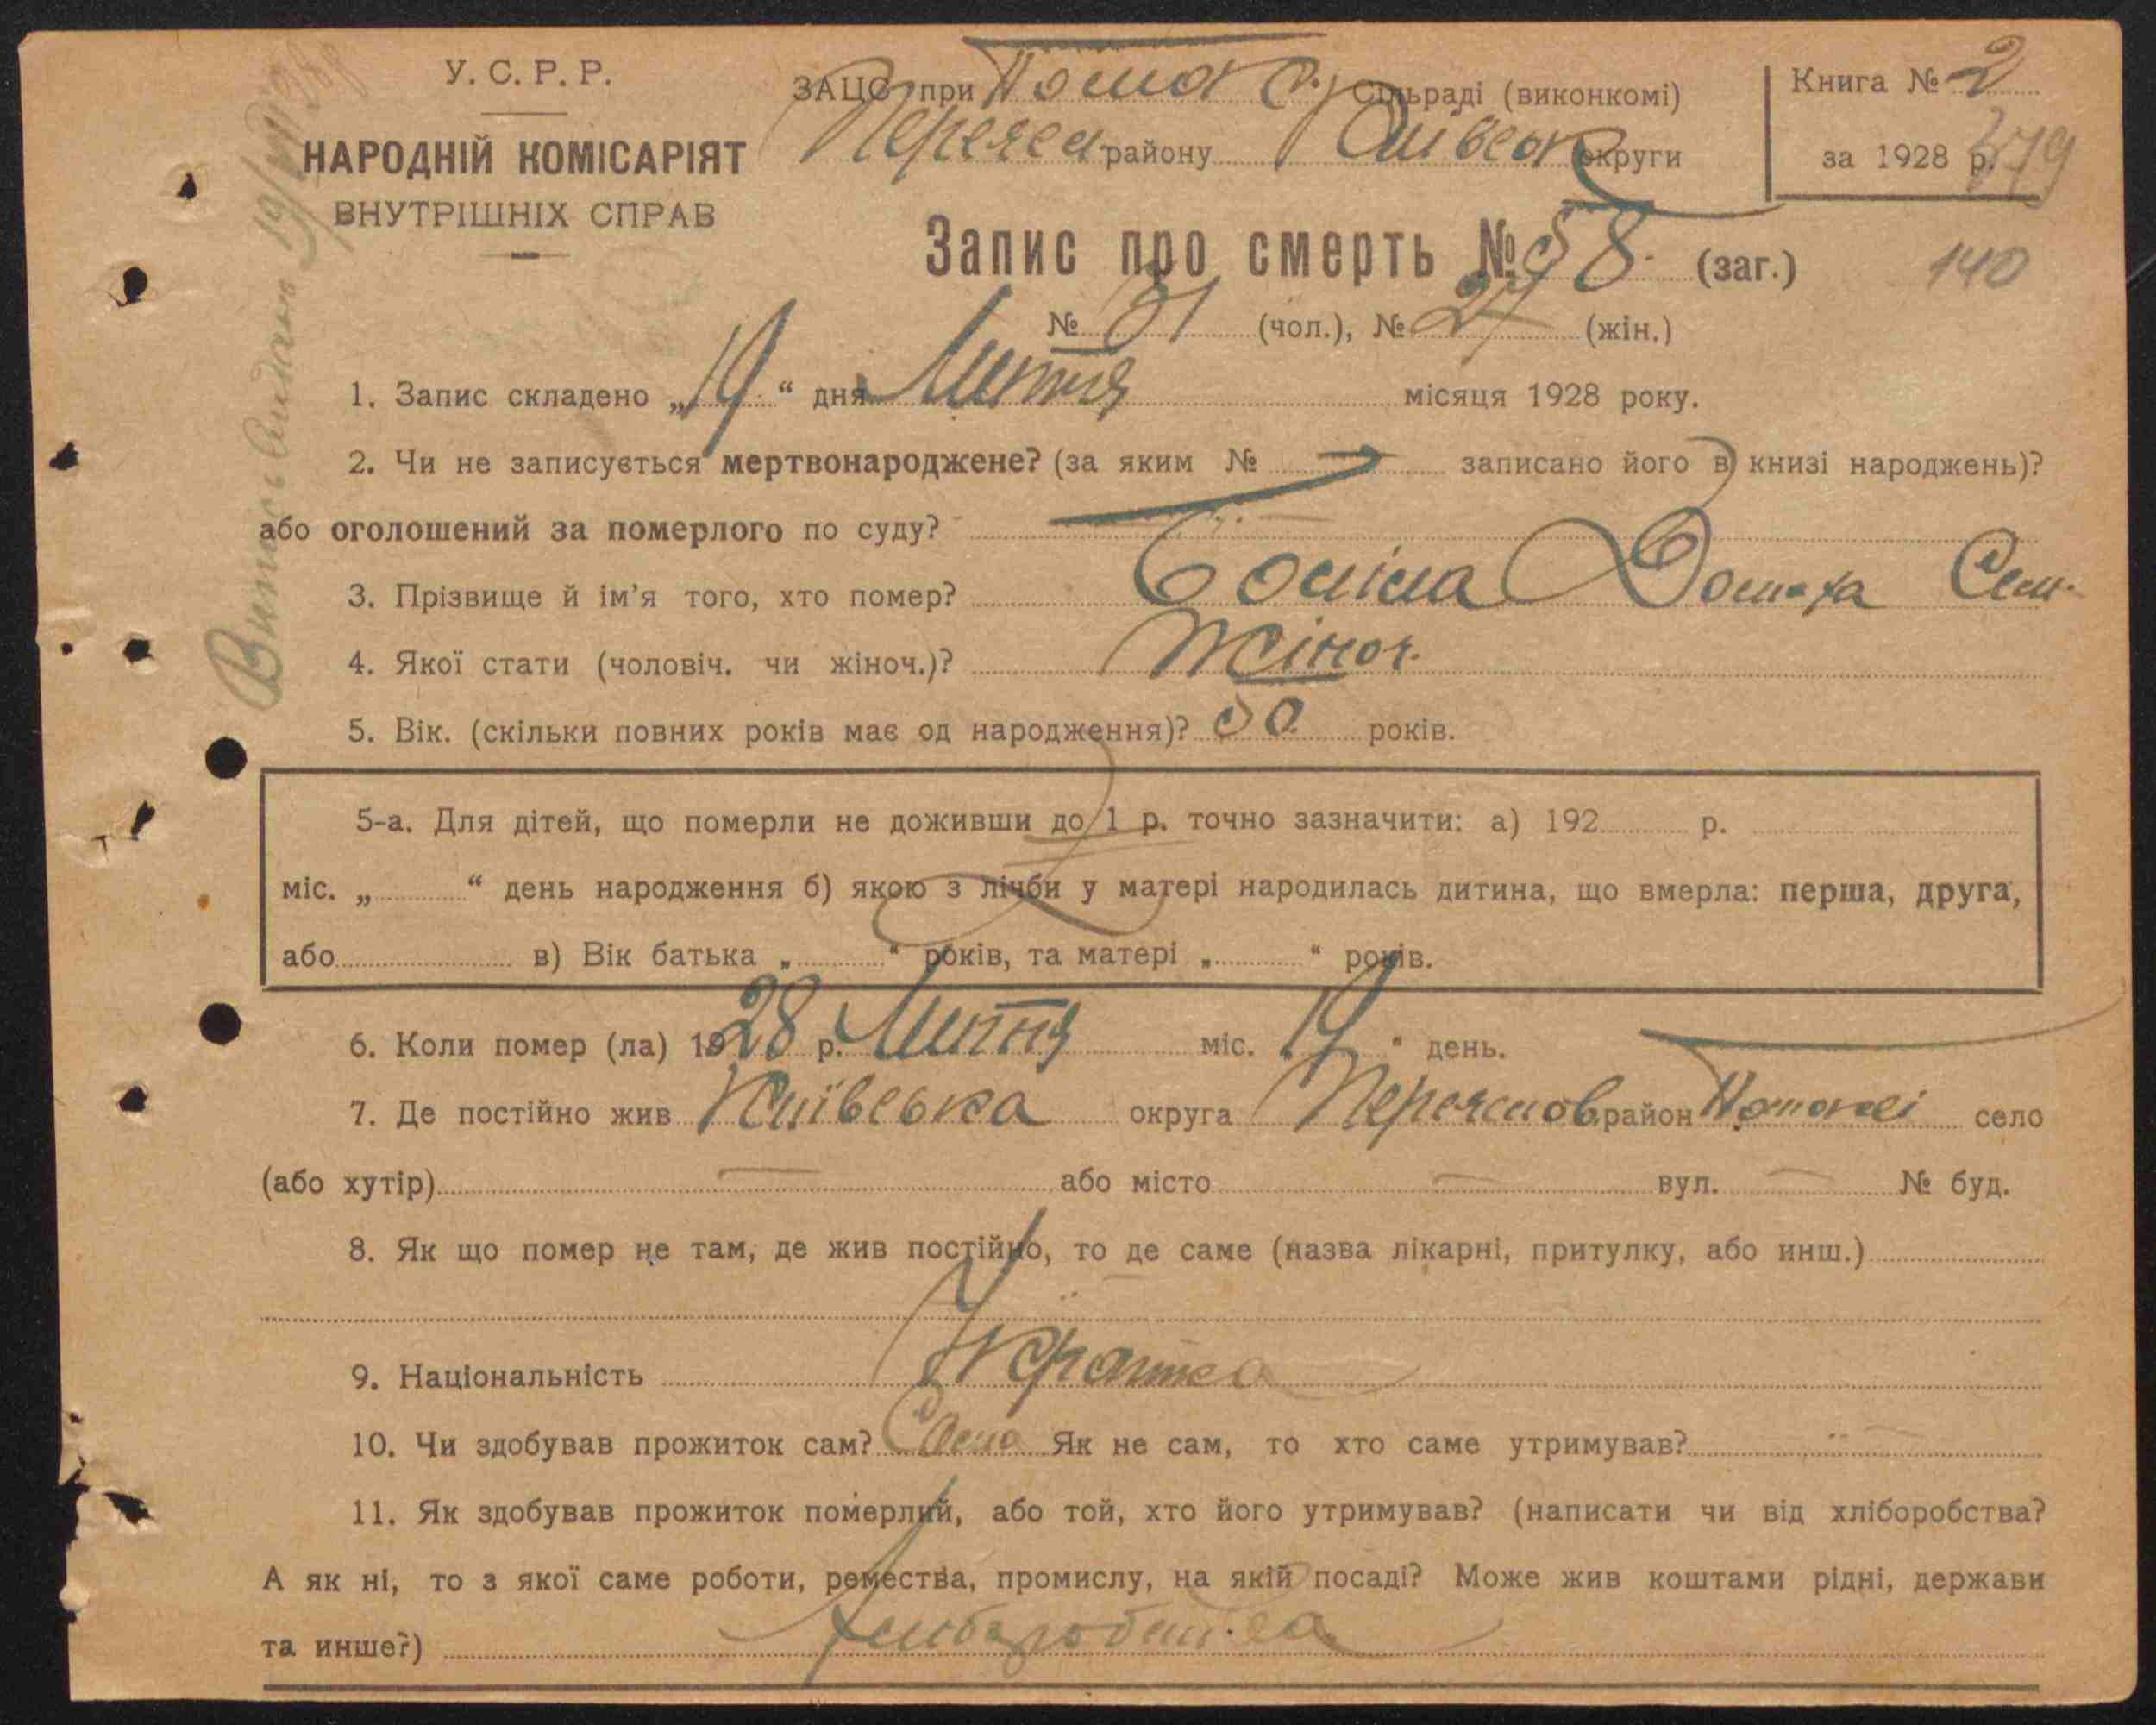 У. С. Р. Р.
НАРОДНІЙ КОМІСАРІЯТ
ВНУТРІШНІХ СПРАВ
ЗАЦС при Сільраді (виконкомі)
району округи
Книга № 2
за 1928 р.
179
140
Запис про смерть № 58. (заг.)
№ 31 (чол.), № 27 (жін.)
1. Запис складено „19“ дня Липня місяця 1928 року.
2. Чи не записується мертвонароджене? (за яким № — записано його в книзі народжень)?
або оголошений за померлого по суду? —
3. Прізвище й ім'я того, хто помер? Домаха Сем.
4. Якої стати (чоловіч. чи жіноч.)? Жіноч.
5. Вік. (скільки повних років має од народження)? 50 років.
5-а. Для дітей, що померли не доживши до 1 р. точно зазначити: а) 192 р.
міс. „ “ день народження б) якою з лічби у матері народилась дитина, що вмерла: перша, друга,
або в) Вік батька „ “ років, та матері „ “ років.
6. Коли помер (ла) 1928 р. Липня міс. „19“ день.
7. Де постійно жив Київська округа Переяслов. район село
(або хутір) — або місто — вул. — № буд.
8. Як що помер не там, де жив постійно, то де саме (назва лікарні, притулку, або инш.)
9. Національність Українка
10. Чи здобував прожиток сам? Сама Як не сам, то хто саме утримував?
11. Як здобував прожиток померлий, або той, хто його утримував? (написати чи від хліборобства?
А як ні, то з якої саме роботи, ремества, промислу, на якій посаді? Може жив коштами рідні, держави
та инше?)